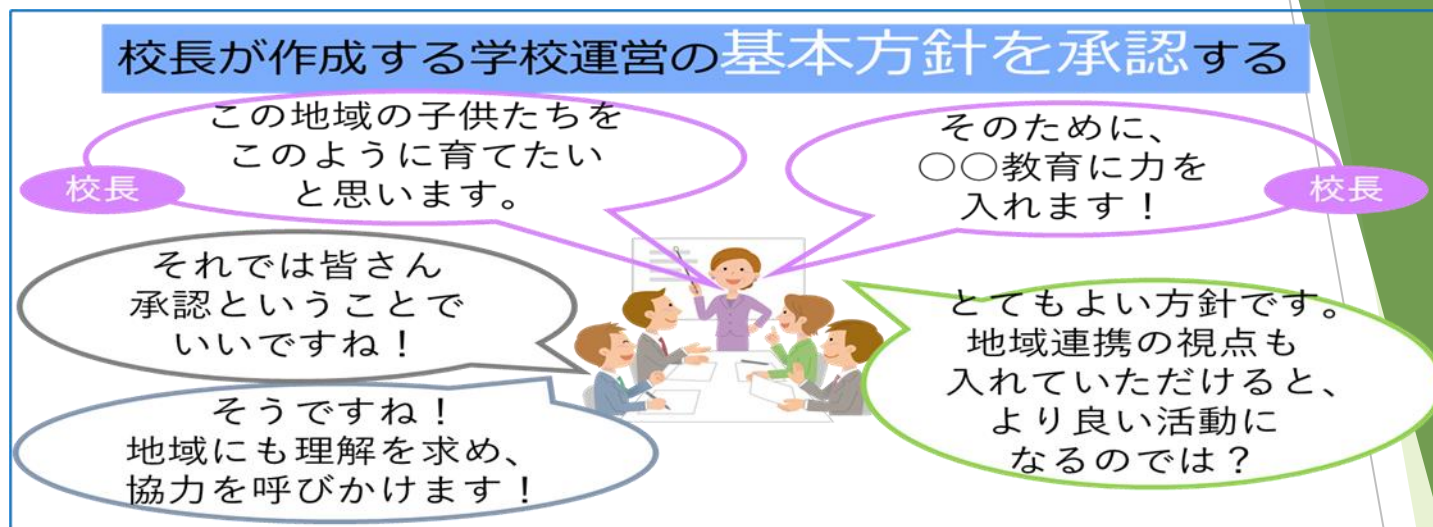 校長が作成する学校運営の基本方針を承認する
この地域の子供たちを
このように育てたい
と思います。
校長
そのために、
○○教育に力を
入れます！
校長
それでは皆さん
承認ということで
いいですね！
とてもよい方針です。
地域連携の視点も
入れていただけると、
より良い活動に
なるのでは？
そうですね！
地域にも理解を求め、
協力を呼びかけます！